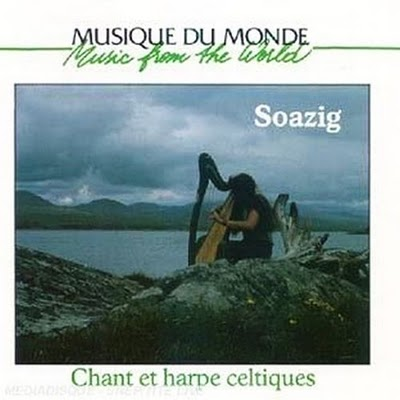 MUSIQUE DU MONDE
Music from the World
Soazig
Chant et harpe celtiques